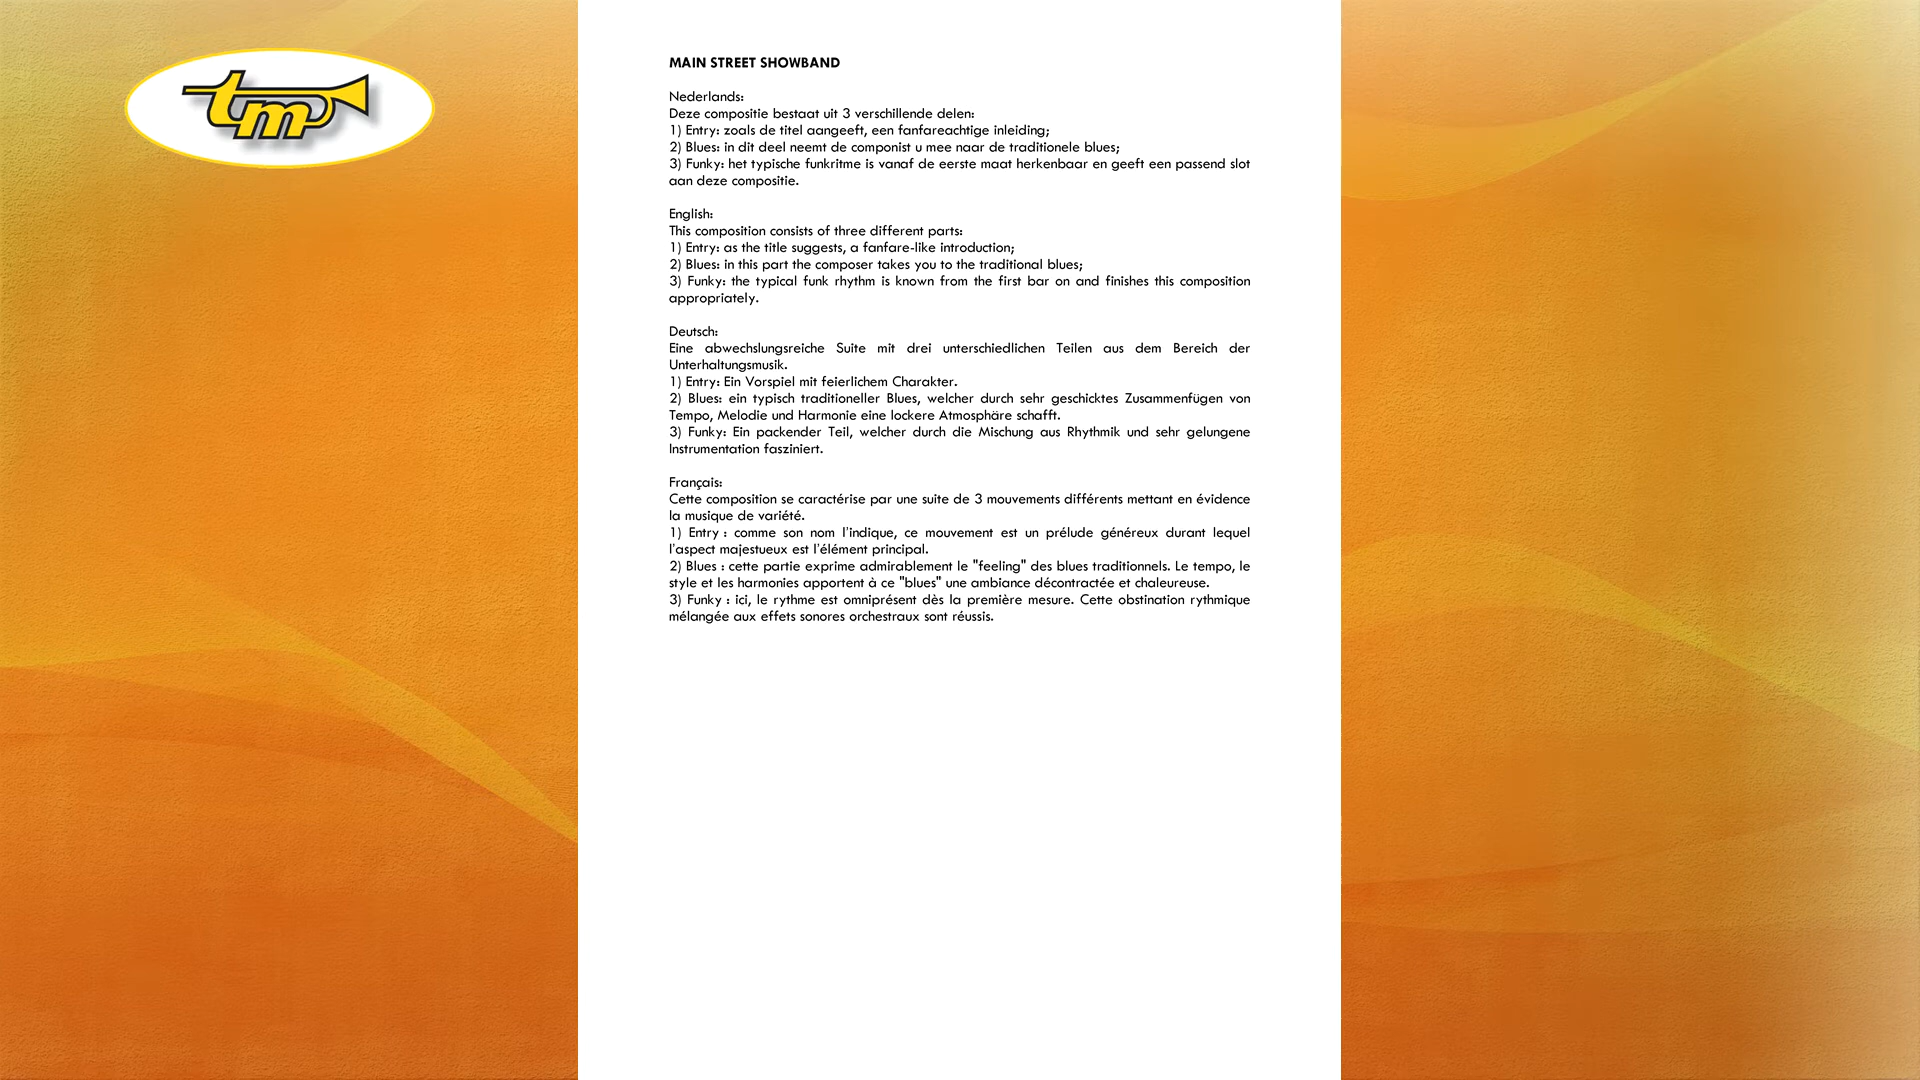 tm
MAIN STREET SHOWBAND
Nederlands:
Deze compositie bestaat uit 3 verschillende delen:
1) Entry: zoals de titel aangeeft, een fanfareachtige inleiding;
2) Blues: in dit deel neemt de componist u mee naar de traditionele blues;
3) Funky: het typische funkritme is vanaf de eerste maat herkenbaar en geeft een passend slot
aan deze compositie.
English:
This composition consists of three different parts:
1) Entry: as the title suggests, a fanfare-like introduction;
2) Blues: in this part the composer takes you to the traditional blues;
3) Funky: the typical funk rhythm is known from the first bar on and finishes this composition
appropriately.
Deutsch:
Eine abwechslungsreiche Suite mit drei unterschiedlichen Teilen aus dem Bereich der
Unterhaltungsmusik.
1) Entry: Ein Vorspiel mit feierlichem Charakter.
2) Blues: ein typisch traditioneller Blues, welcher durch sehr geschicktes Zusammenfügen von
Tempo, Melodie und Harmonie eine lockere Atmosphäre schafft.
3) Funky: Ein packender Teil, welcher durch die Mischung aus Rhythmik und sehr gelungene
Instrumentation fasziniert.
Français:
Cette composition se caractérise par une suite de 3 mouvements différents mettant en évidence
la musique de variété.
1) Entry : comme son nom l'indique, ce mouvement est un prélude généreux durant lequel
l'aspect majestueux est l'élément principal.
2) Blues : cette partie exprime admirablement le "feeling" des blues traditionnels. Le tempo, le
style et les harmonies apportent à ce "blues" une ambiance décontractée et chaleureuse.
3) Funky : ici, le rythme est omniprésent dès la première mesure. Cette obstination rythmique
mélangée aux effets sonores orchestraux sont réussis.